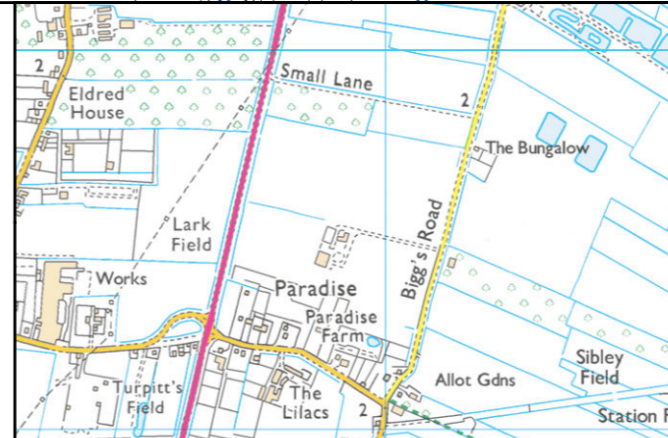 2
Small Lane
2
Eldred
House
The Bungalow
Lark
Field
Bigg's Road
Works
Paradise
Paradise
Farm
Sibley
Field
Turpitt's
Field
The
Lilacs
Allot Gdns
2
Station F